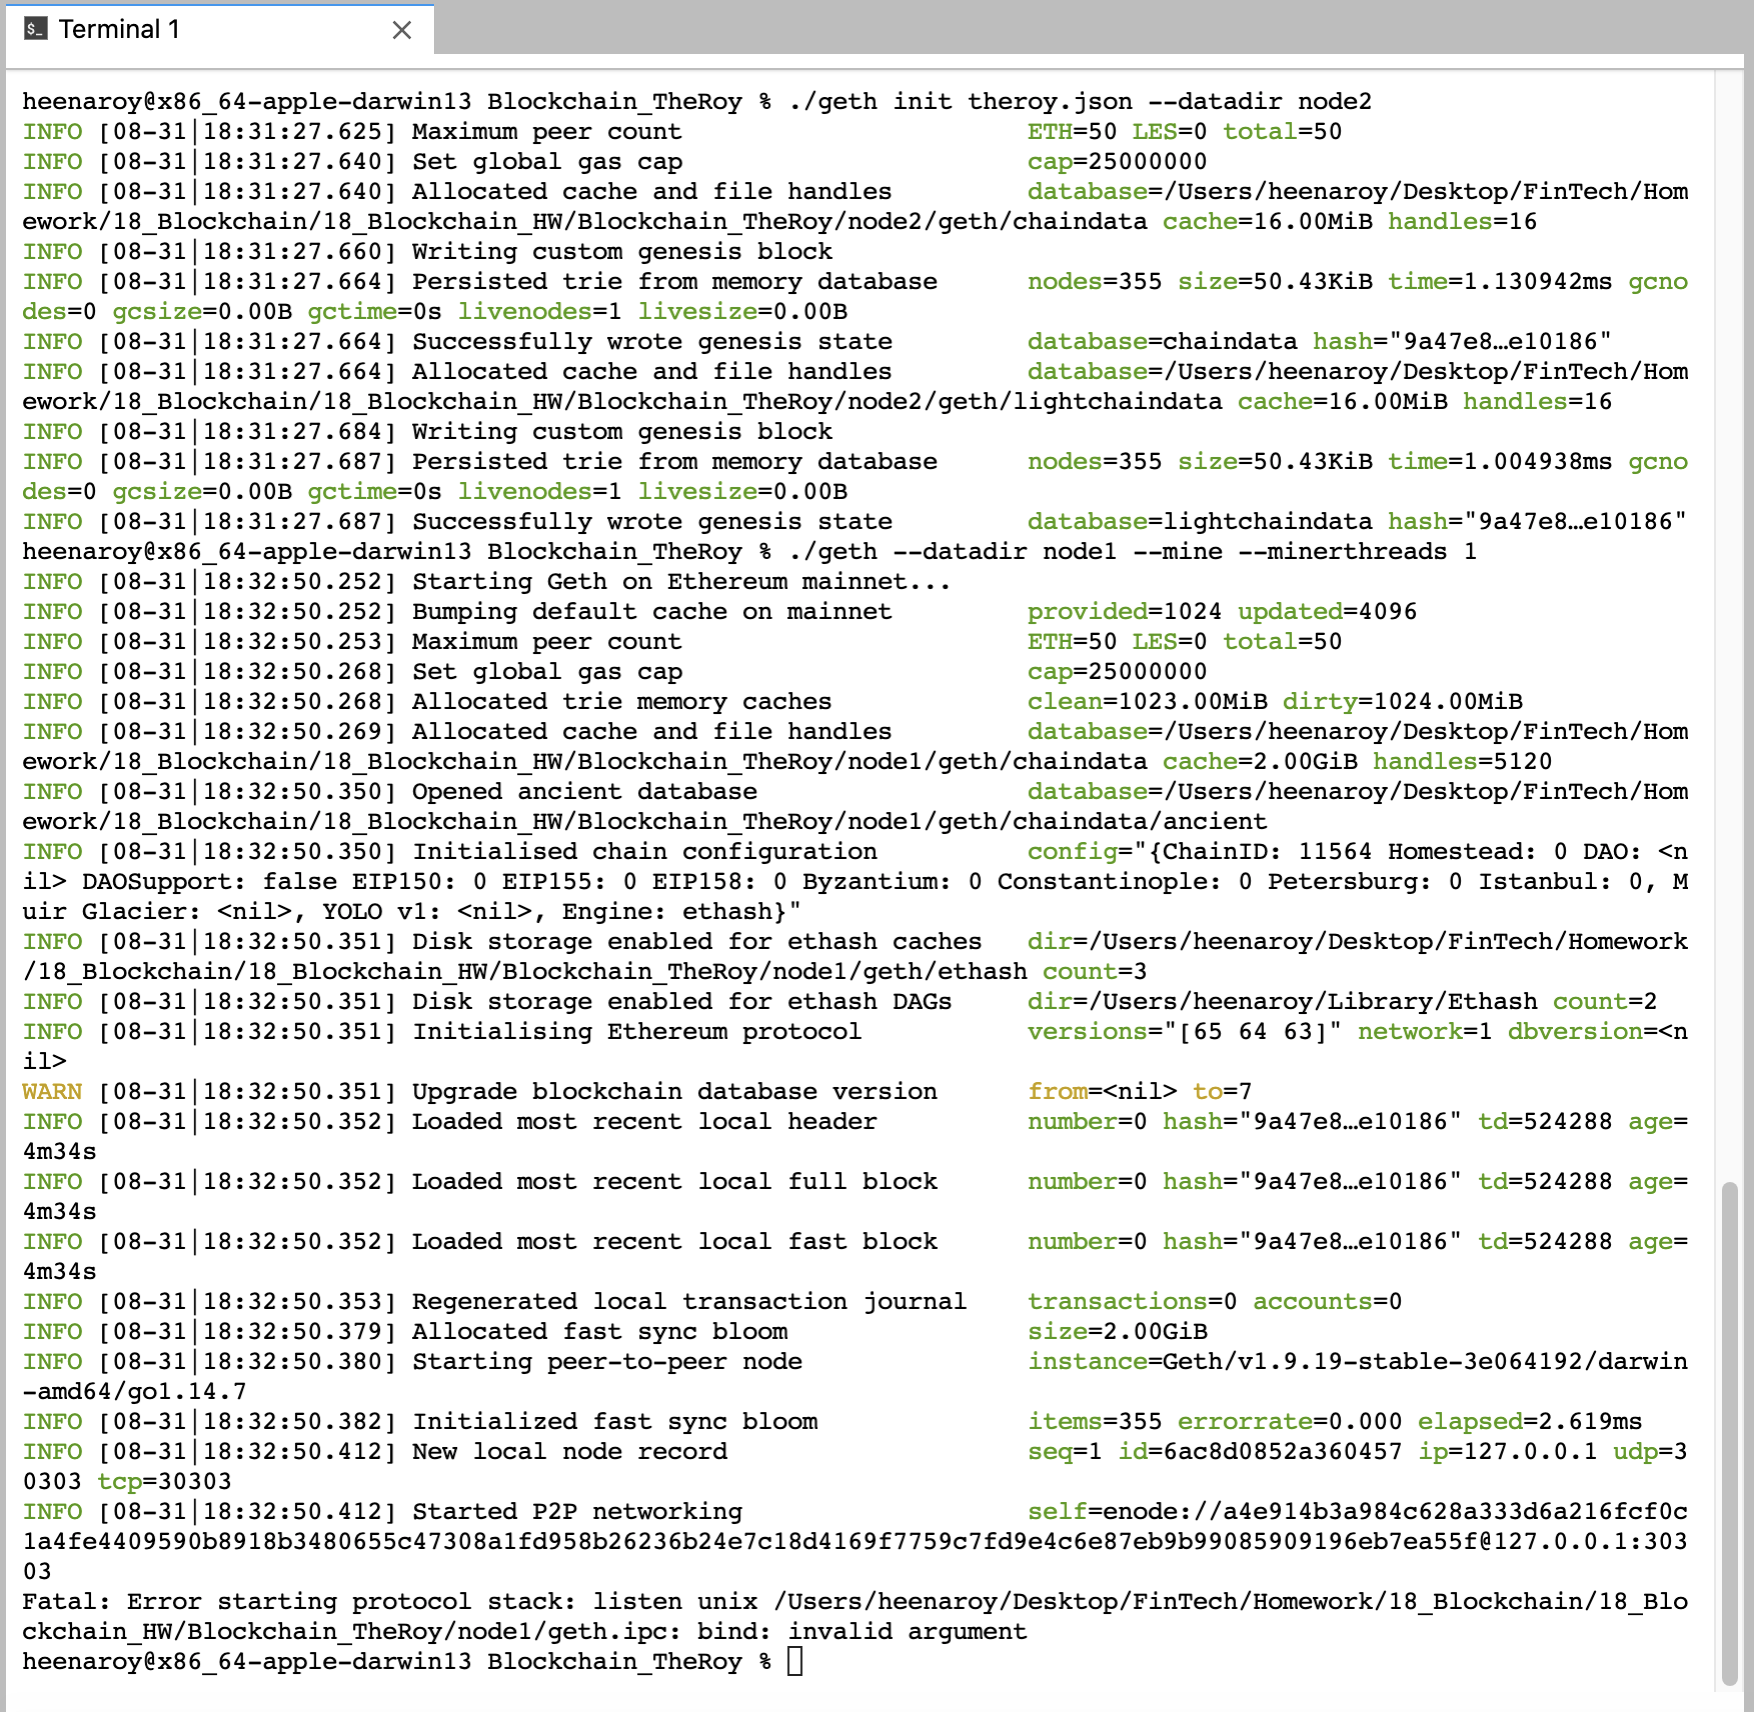 Terminal 1
heenaroy@x86_64-apple-darwin13 Blockchain_TheRoy % ./geth init theroy.json --datadir node2
INFO [08-31|18:31:27.625] Maximum peer count                       ETH=50 LES=0 total=50
INFO [08-31|18:31:27.640] Set global gas cap                       cap=25000000
INFO [08-31|18:31:27.640] Allocated cache and file handles         database=/Users/heenaroy/Desktop/FinTech/Hom
ework/18_Blockchain/18_Blockchain_HW/Blockchain_TheRoy/node2/geth/chaindata cache=16.00MiB handles=16
INFO [08-31|18:31:27.660] Writing custom genesis block
INFO [08-31|18:31:27.664] Persisted trie from memory database      nodes=355 size=50.43KiB time=1.130942ms gcno
des=0 gcsize=0.00B gctime=0s livenodes=1 livesize=0.00B
INFO [08-31|18:31:27.664] Successfully wrote genesis state         database=chaindata hash="9a47e8…e10186"
INFO [08-31|18:31:27.664] Allocated cache and file handles         database=/Users/heenaroy/Desktop/FinTech/Hom
ework/18_Blockchain/18_Blockchain_HW/Blockchain_TheRoy/node2/geth/lightchaindata cache=16.00MiB handles=16
INFO [08-31|18:31:27.684] Writing custom genesis block
INFO [08-31|18:31:27.687] Persisted trie from memory database      nodes=355 size=50.43KiB time=1.004938ms gcno
des=0 gcsize=0.00B gctime=0s livenodes=1 livesize=0.00B
INFO [08-31|18:31:27.687] Successfully wrote genesis state         database=lightchaindata hash="9a47e8…e10186"
heenaroy@x86_64-apple-darwin13 Blockchain_TheRoy % ./geth --datadir node1 --mine --minerthreads 1
INFO [08-31|18:32:50.252] Starting Geth on Ethereum mainnet...
INFO [08-31|18:32:50.252] Bumping default cache on mainnet         provided=1024 updated=4096
INFO [08-31|18:32:50.253] Maximum peer count                       ETH=50 LES=0 total=50
INFO [08-31|18:32:50.268] Set global gas cap                       cap=25000000
INFO [08-31|18:32:50.268] Allocated trie memory caches             clean=1023.00MiB dirty=1024.00MiB
INFO [08-31|18:32:50.269] Allocated cache and file handles         database=/Users/heenaroy/Desktop/FinTech/Hom
ework/18_Blockchain/18_Blockchain_HW/Blockchain_TheRoy/node1/geth/chaindata cache=2.00GiB handles=5120
INFO [08-31|18:32:50.350] Opened ancient database                  database=/Users/heenaroy/Desktop/FinTech/Hom
ework/18_Blockchain/18_Blockchain_HW/Blockchain_TheRoy/node1/geth/chaindata/ancient
INFO [08-31|18:32:50.350] Initialised chain configuration          config="{ChainID: 11564 Homestead: 0 DAO: <n
il> DAOSupport: false EIP150: 0 EIP155: 0 EIP158: 0 Byzantium: 0 Constantinople: 0 Petersburg: 0 Istanbul: 0, M
uir Glacier: <nil>, YOLO v1: <nil>, Engine: ethash}"
INFO [08-31|18:32:50.351] Disk storage enabled for ethash caches   dir=/Users/heenaroy/Desktop/FinTech/Homework
/18_Blockchain/18_Blockchain_HW/Blockchain_TheRoy/node1/geth/ethash count=3
INFO [08-31|18:32:50.351] Disk storage enabled for ethash DAGs     dir=/Users/heenaroy/Library/Ethash count=2
INFO [08-31|18:32:50.351] Initialising Ethereum protocol           versions="[65 64 63]" network=1 dbversion=<n
il>
WARN [08-31|18:32:50.351] Upgrade blockchain database version      from=<nil> to=7
INFO [08-31|18:32:50.352] Loaded most recent local header          number=0 hash="9a47e8…e10186" td=524288 age=
4m34s
INFO [08-31|18:32:50.352] Loaded most recent local full block      number=0 hash="9a47e8…e10186" td=524288 age=
4m34s
INFO [08-31|18:32:50.352] Loaded most recent local fast block      number=0 hash="9a47e8…e10186" td=524288 age=
4m34s
INFO [08-31|18:32:50.353] Regenerated local transaction journal    transactions=0 accounts=0
INFO [08-31|18:32:50.379] Allocated fast sync bloom                size=2.00GiB
INFO [08-31|18:32:50.380] Starting peer-to-peer node               instance=Geth/v1.9.19-stable-3e064192/darwin
-amd64/go1.14.7
INFO [08-31|18:32:50.382] Initialized fast sync bloom              items=355 errorrate=0.000 elapsed=2.619ms
INFO [08-31|18:32:50.412] New local node record                    seq=1 id=6ac8d0852a360457 ip=127.0.0.1 udp=3
0303 tcp=30303
INFO [08-31|18:32:50.412] Started P2P networking                   self=enode://a4e914b3a984c628a333d6a216fcf0c
1a4fe4409590b8918b3480655c47308a1fd958b26236b24e7c18d4169f7759c7fd9e4c6e87eb9b99085909196eb7ea55f@127.0.0.1:303
03
Fatal: Error starting protocol stack: listen unix /Users/heenaroy/Desktop/FinTech/Homework/18_Blockchain/18_Blo
ckchain_HW/Blockchain_TheRoy/node1/geth.ipc: bind: invalid argument
heenaroy@x86_64-apple-darwin13 Blockchain_TheRoy %